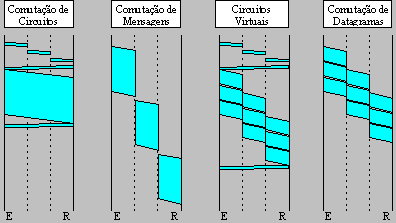 Comutação de
Circuitos
Comutação de
Mensagens
Circuitos
Virtuais
Comutação de
Datagramas
E R
E R
E R
E R